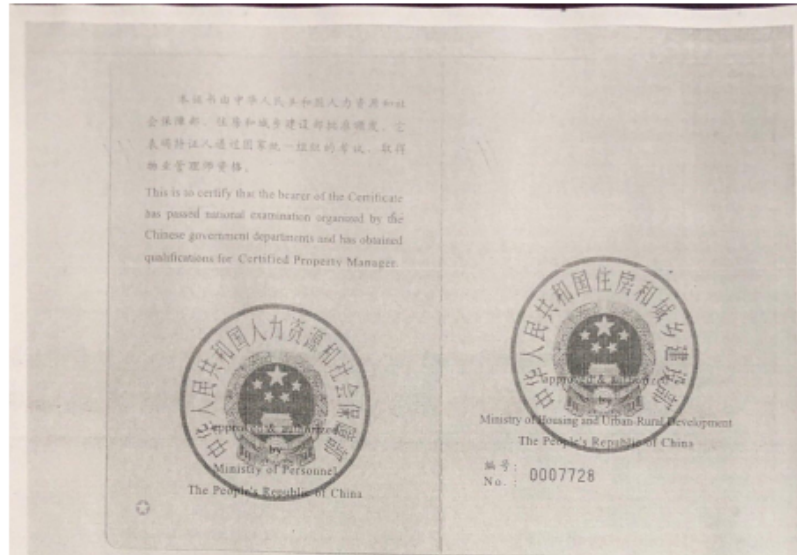 本证书由中华人民共和国人力资源和社
会保障部、住房和城乡建设部批准颁发。它
表明持证人通过国家统一组织的考试，取得
物业管理师资格。
This is to certify that the bearer of the Certificate
has passed national examination organized by the
Chinese government departments and has obtained
qualifications for Certified Property Manager.
中华人民共和国人力资源和社会保障部
approved & authorized
by
Ministry of Personnel
The People's Republic of China
中华人民共和国住房和城乡建设部
approved & authorized
by
Ministry of Housing and Urban-Rural Development
The People's Republic of China
编号:
No. : 0007728